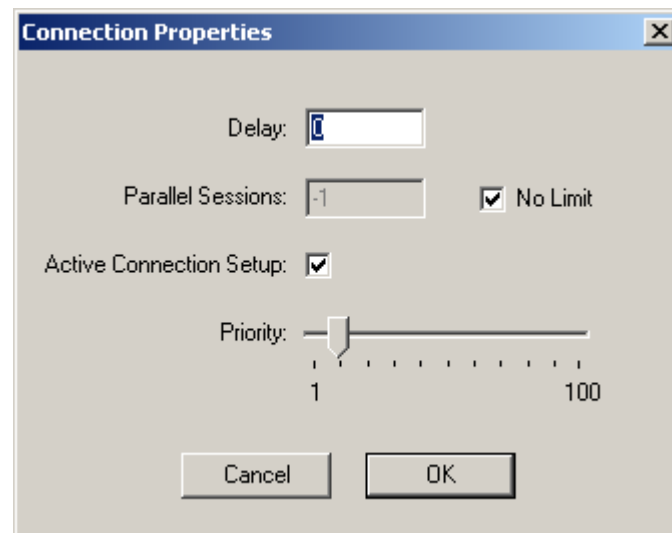 Connection Properties
Delay: 0
Parallel Sessions: -1 No Limit
Active Connection Setup:
Priority:
1 100
Cancel OK